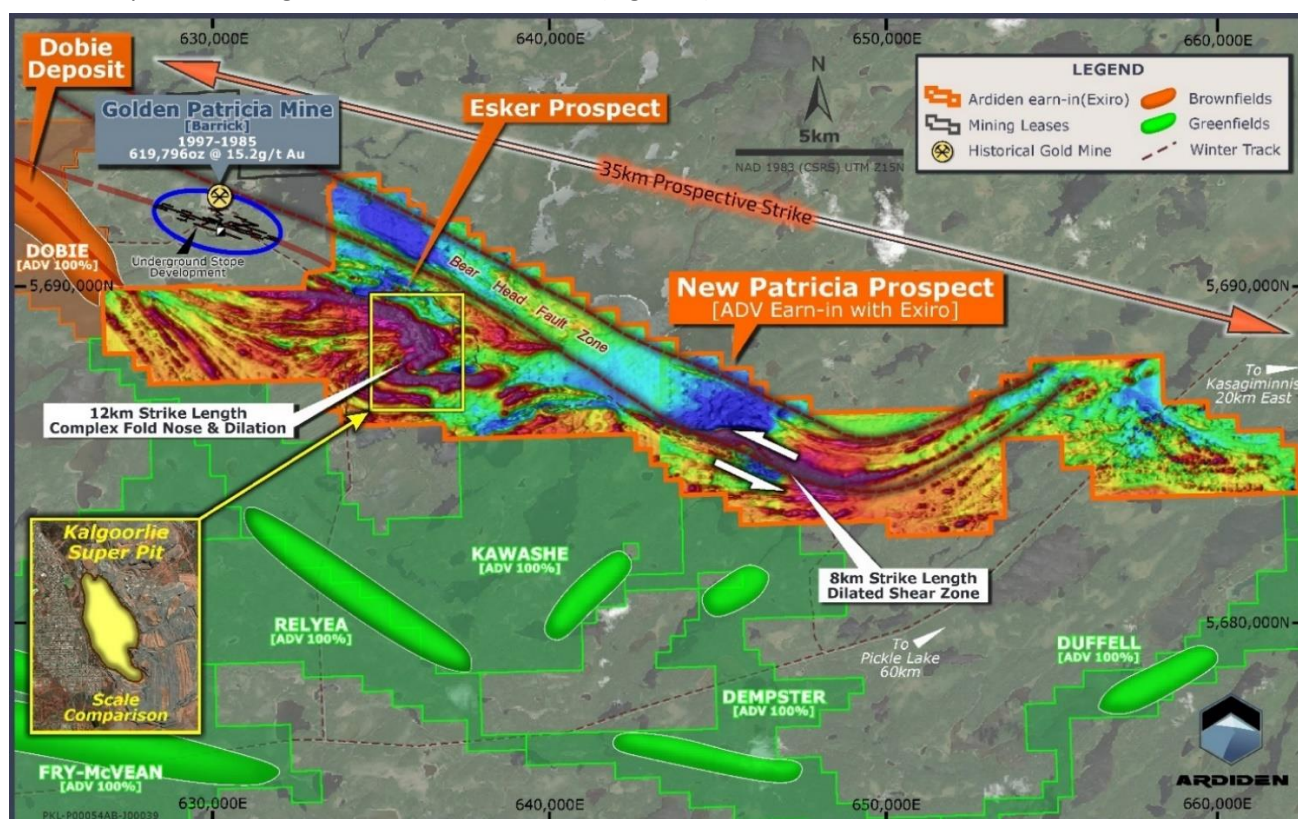 630,000E
640,000E
650,000E
660,000E
Dobie
Deposit
Golden Patricia Mine
[Barrick]
1997-1985
619,796oz @ 15.2g/t Au
Esker Prospect
N
5km
NAD 1983 (CSRS) UTM Z15N
LEGEND
Ardiden earn-in(Exiro)
Mining Leases
Historical Gold Mine
Brownfields
Greenfields
Winter Track
35km Prospective Strike
DOBIE
[ADV 100%]
Underground Stope
Development
5,690,000N
Bear Head Fault Zone
New Patricia Prospect
[ADV Earn-in with Exiro]
5,690,000N
To
Kasagiminnis
20km East
12km Strike Length
Complex Fold Nose & Dilation
Kalgoorlie
Super Pit
Scale
Comparison
RELYEA
[ADV 100%]
KAWASHE
[ADV 100%]
8km Strike Length
Dilated Shear Zone
To
Pickle Lake
60km
5,680,000N
DUFFELL
[ADV 100%]
DEMPSTER
[ADV 100%]
FRY-McVEAN
[ADV 100%]
ARDIDEN
630,000E
640,000E
650,000E
660,000E
PKL-P00054AB-J00039